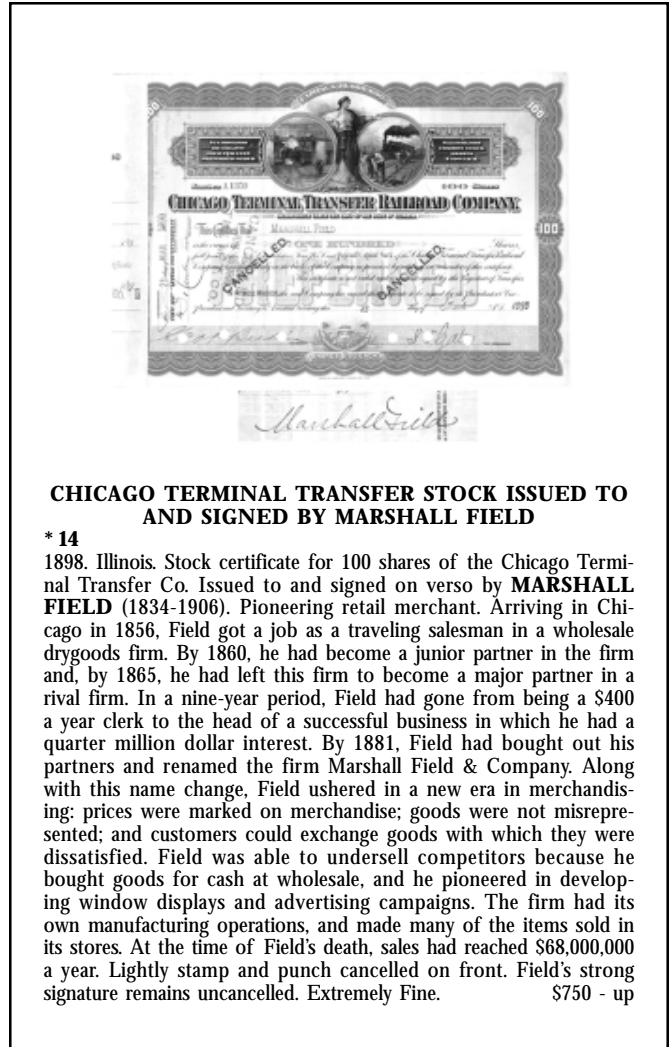 100
100
100 Shares
CHICAGO TERMINAL TRANSFER RAILROAD COMPANY.
This Certifies That MARSHALL FIELD
100
ONE HUNDRED Shares
CANCELLED
CANCELLED
Marshall Field
CHICAGO TERMINAL TRANSFER STOCK ISSUED TO
AND SIGNED BY MARSHALL FIELD
* 14
1898. Illinois. Stock certificate for 100 shares of the Chicago Termi-
nal Transfer Co. Issued to and signed on verso by MARSHALL
FIELD (1834-1906). Pioneering retail merchant. Arriving in Chi-
cago in 1856, Field got a job as a traveling salesman in a wholesale
drygoods firm. By 1860, he had become a junior partner in the firm
and, by 1865, he had left this firm to become a major partner in a
rival firm. In a nine-year period, Field had gone from being a $400
a year clerk to the head of a successful business in which he had a
quarter million dollar interest. By 1881, Field had bought out his
partners and renamed the firm Marshall Field & Company. Along
with this name change, Field ushered in a new era in merchandis-
ing: prices were marked on merchandise; goods were not misrepre-
sented; and customers could exchange goods with which they were
dissatisfied. Field was able to undersell competitors because he
bought goods for cash at wholesale, and he pioneered in develop-
ing window displays and advertising campaigns. The firm had its
own manufacturing operations, and made many of the items sold in
its stores. At the time of Field's death, sales had reached $68,000,000
a year. Lightly stamp and punch cancelled on front. Field's strong
signature remains uncancelled. Extremely Fine. $750 - up